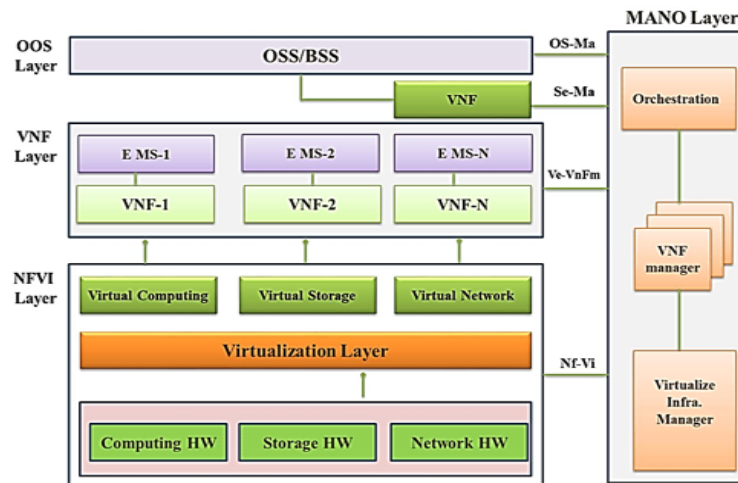 MANO Layer
OOS
Layer
OSS/BSS
OS-Ma
VNF
Se-Ma
Orchestration
VNF
Layer
E MS-1
E MS-2
E MS-N
VNF-1
VNF-2
VNF-N
Ve-VnFm
VNF
manager
NFVI
Layer
Virtual Computing
Virtual Storage
Virtual Network
Virtualization Layer
Nf-Vi
Virtualize
Infra.
Manager
Computing HW
Storage HW
Network HW